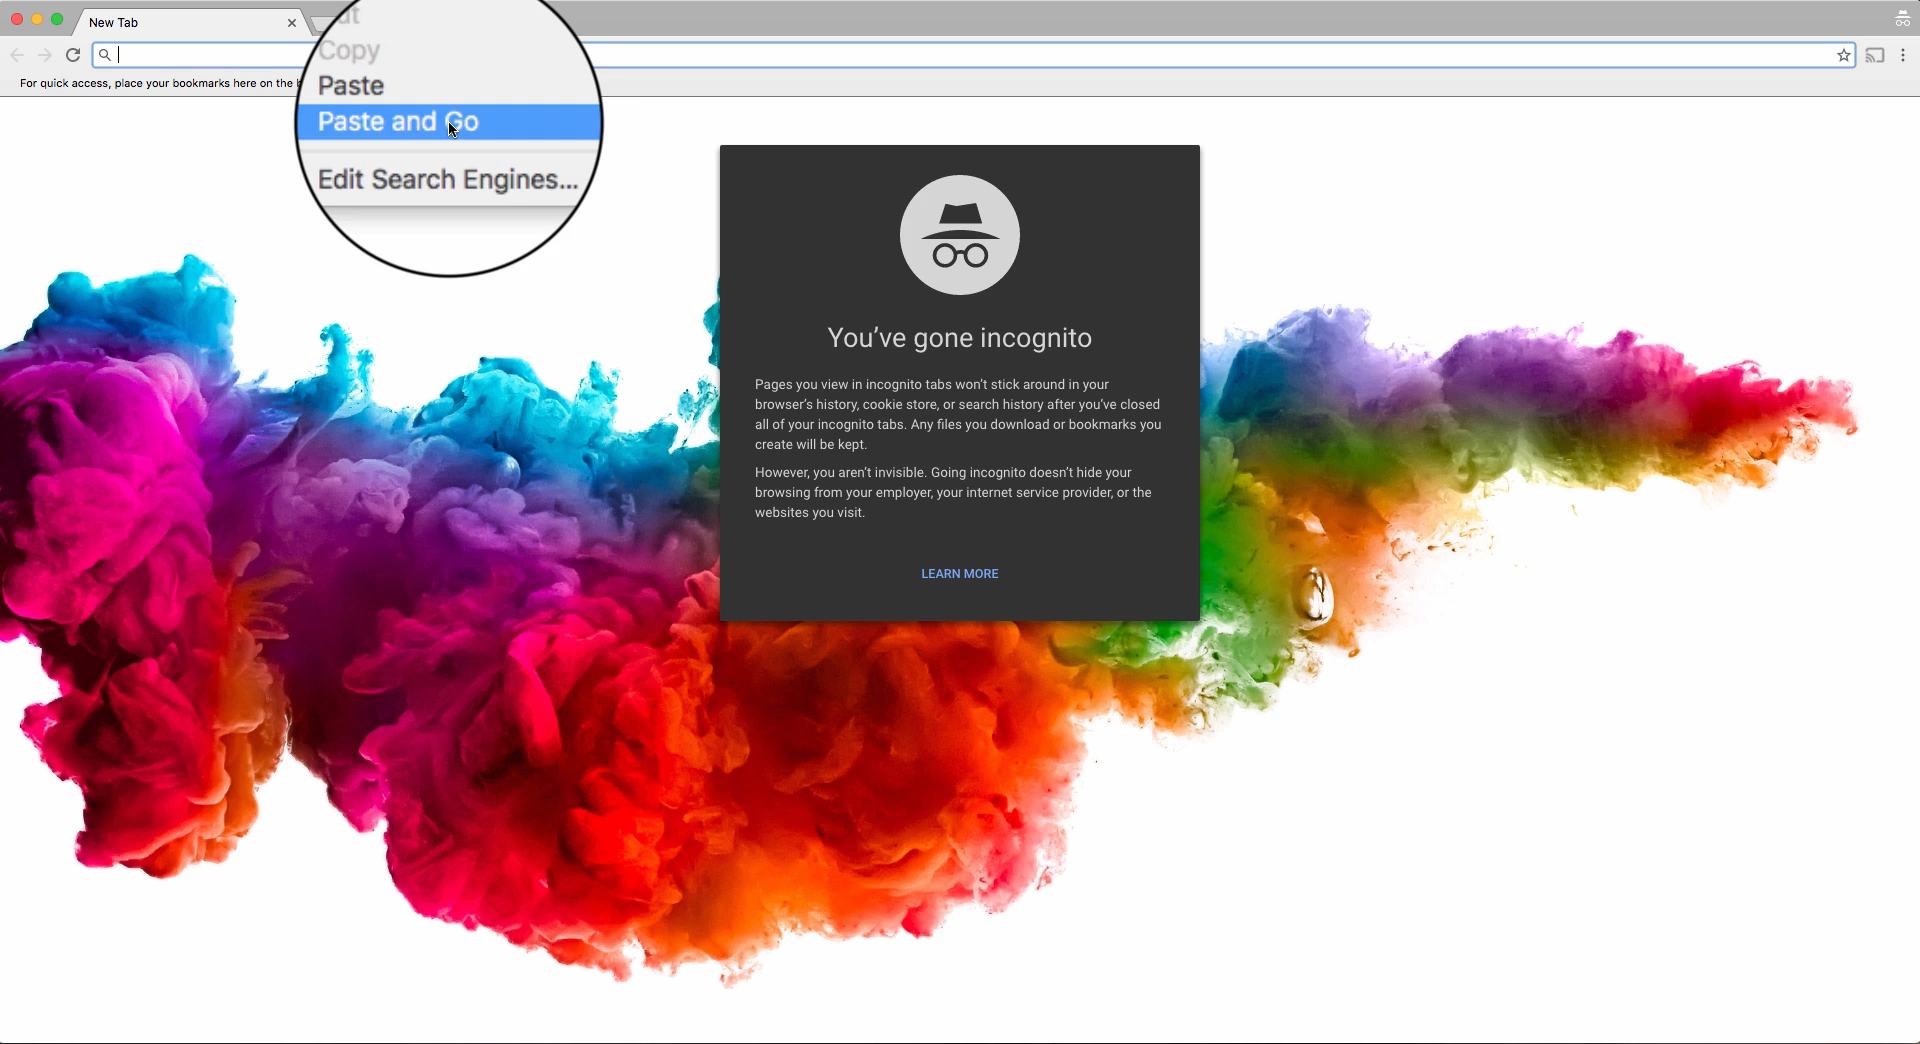 New Tab
For quick access, place your bookmarks here on the
Copy
Paste
Paste and Go
Edit Search Engines...
You've gone incognito
Pages you view in incognito tabs won't stick around in your
browser's history, cookie store, or search history after you've closed
all of your incognito tabs. Any files you download or bookmarks you
create will be kept.
However, you aren't invisible. Going incognito doesn't hide your
browsing from your employer, your internet service provider, or the
websites you visit.
LEARN MORE